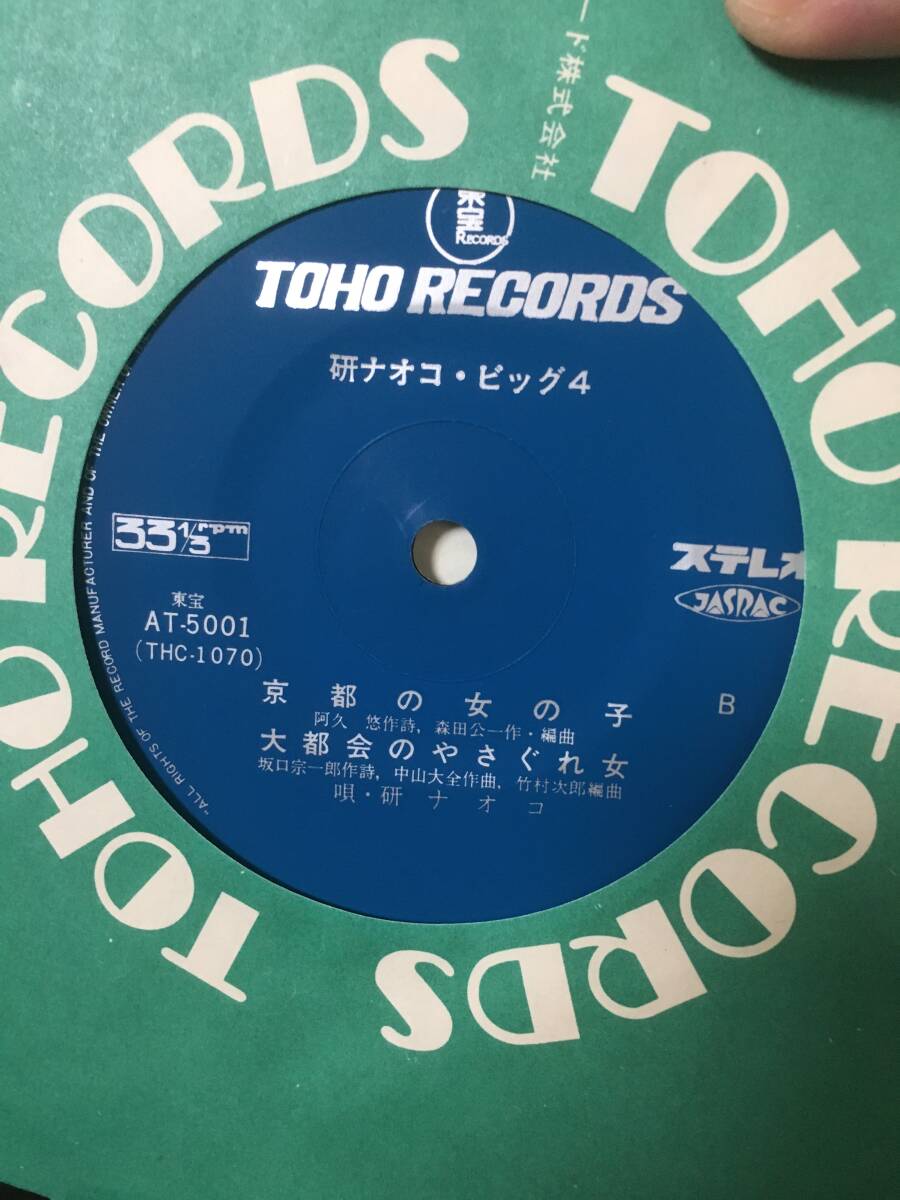 ード株式会社
TOHO RECORDS
TOHO RECORDS
東宝
RECORDS
TOHO RECORDS
研ナオコ・ビッグ4
33 1/3 rpm
ステレオ
JASRAC
東宝
AT-5001
(THC-1070)
B
京都の女の子
阿久 悠作詩, 森田公一作・編曲
大都会のやさぐれ女
坂口宗一郎作詩, 中山大全作曲, 竹村次郎編曲
唄・研ナオコ
"ALL RIGHTS OF THE RECORD MANUFACTURER AND OF THE OWNER